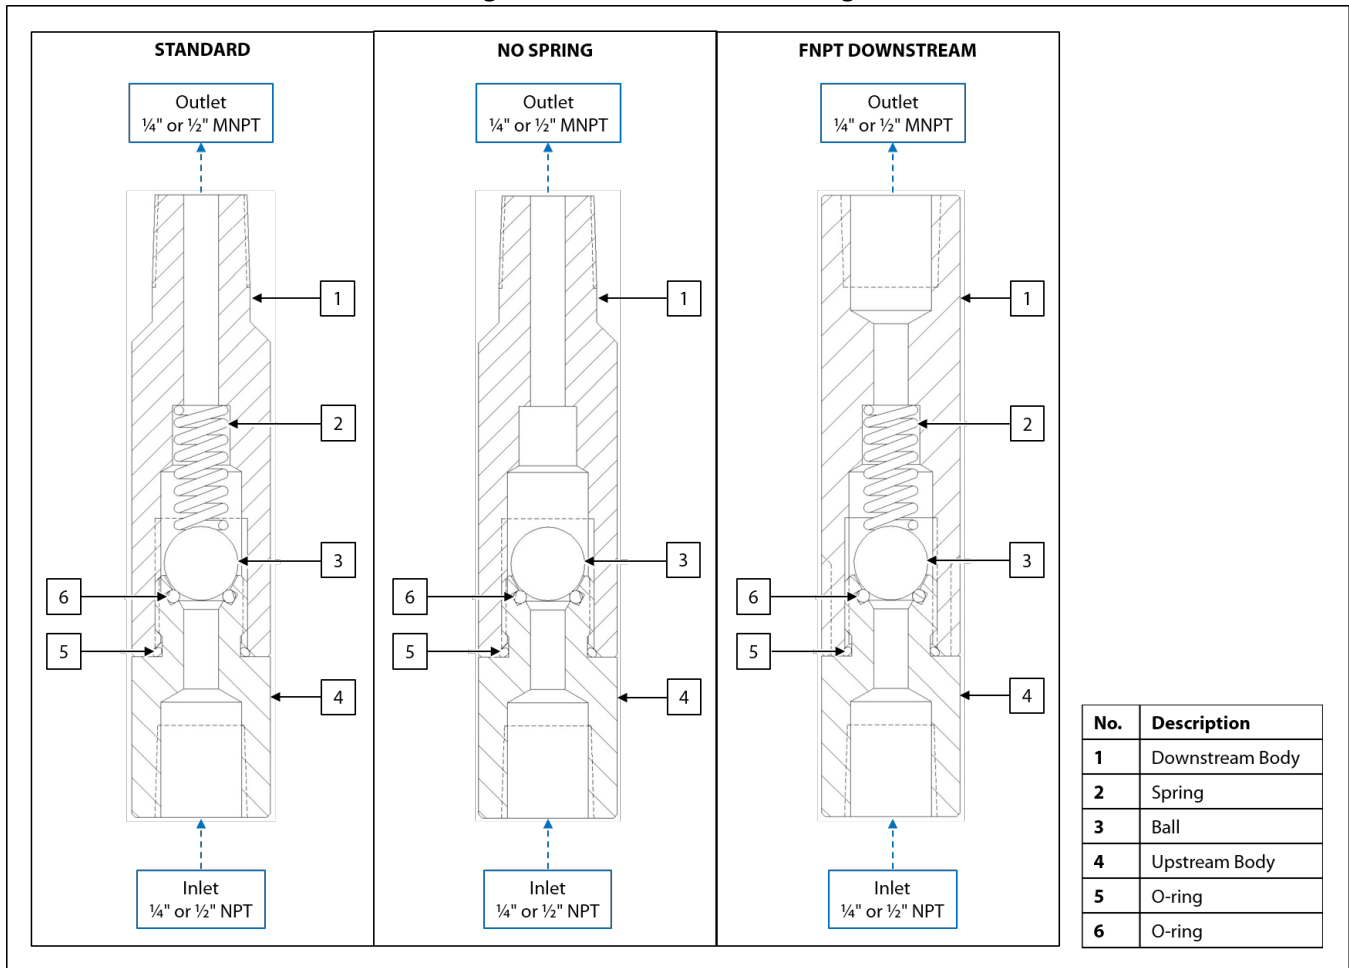 STANDARD
Outlet
¼" or ½" MNPT
1
2
3
6
5
4
Inlet
¼" or ½" NPT
NO SPRING
Outlet
¼" or ½" MNPT
1
3
6
5
4
Inlet
¼" or ½" NPT
FNPT DOWNSTREAM
Outlet
¼" or ½" MNPT
1
2
3
6
5
4
Inlet
¼" or ½" NPT
No. Description
1 Downstream Body
2 Spring
3 Ball
4 Upstream Body
5 O-ring
6 O-ring